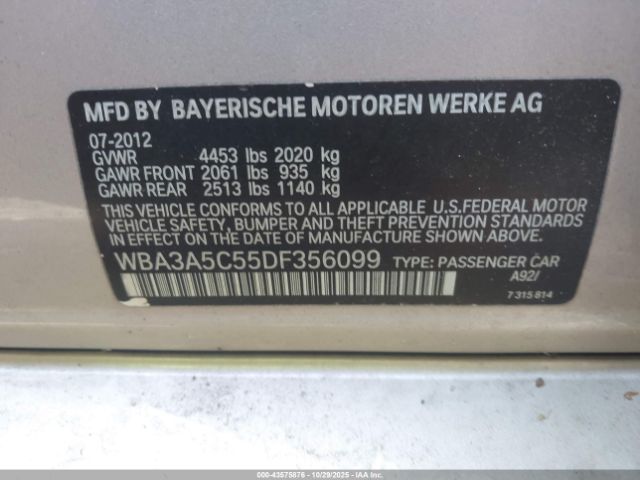 MFD BY BAYERISCHE MOTOREN WERKE AG
07-2012
GVWR 4453 lbs 2020 kg
GAWR FRONT 2061 lbs 935 kg
GAWR REAR 2513 lbs 1140 kg
THIS VEHICLE CONFORMS TO ALL APPLICABLE U.S.FEDERAL MOTOR
VEHICLE SAFETY, BUMPER AND THEFT PREVENTION STANDARDS
IN EFFECT ON THE DATE OF MANUFACTURE SHOWN ABOVE.
WBA3A5C55DF356099 TYPE: PASSENGER CAR
A92/
7 315 814
000-43575876 | 10/29/2025 | IAA.com